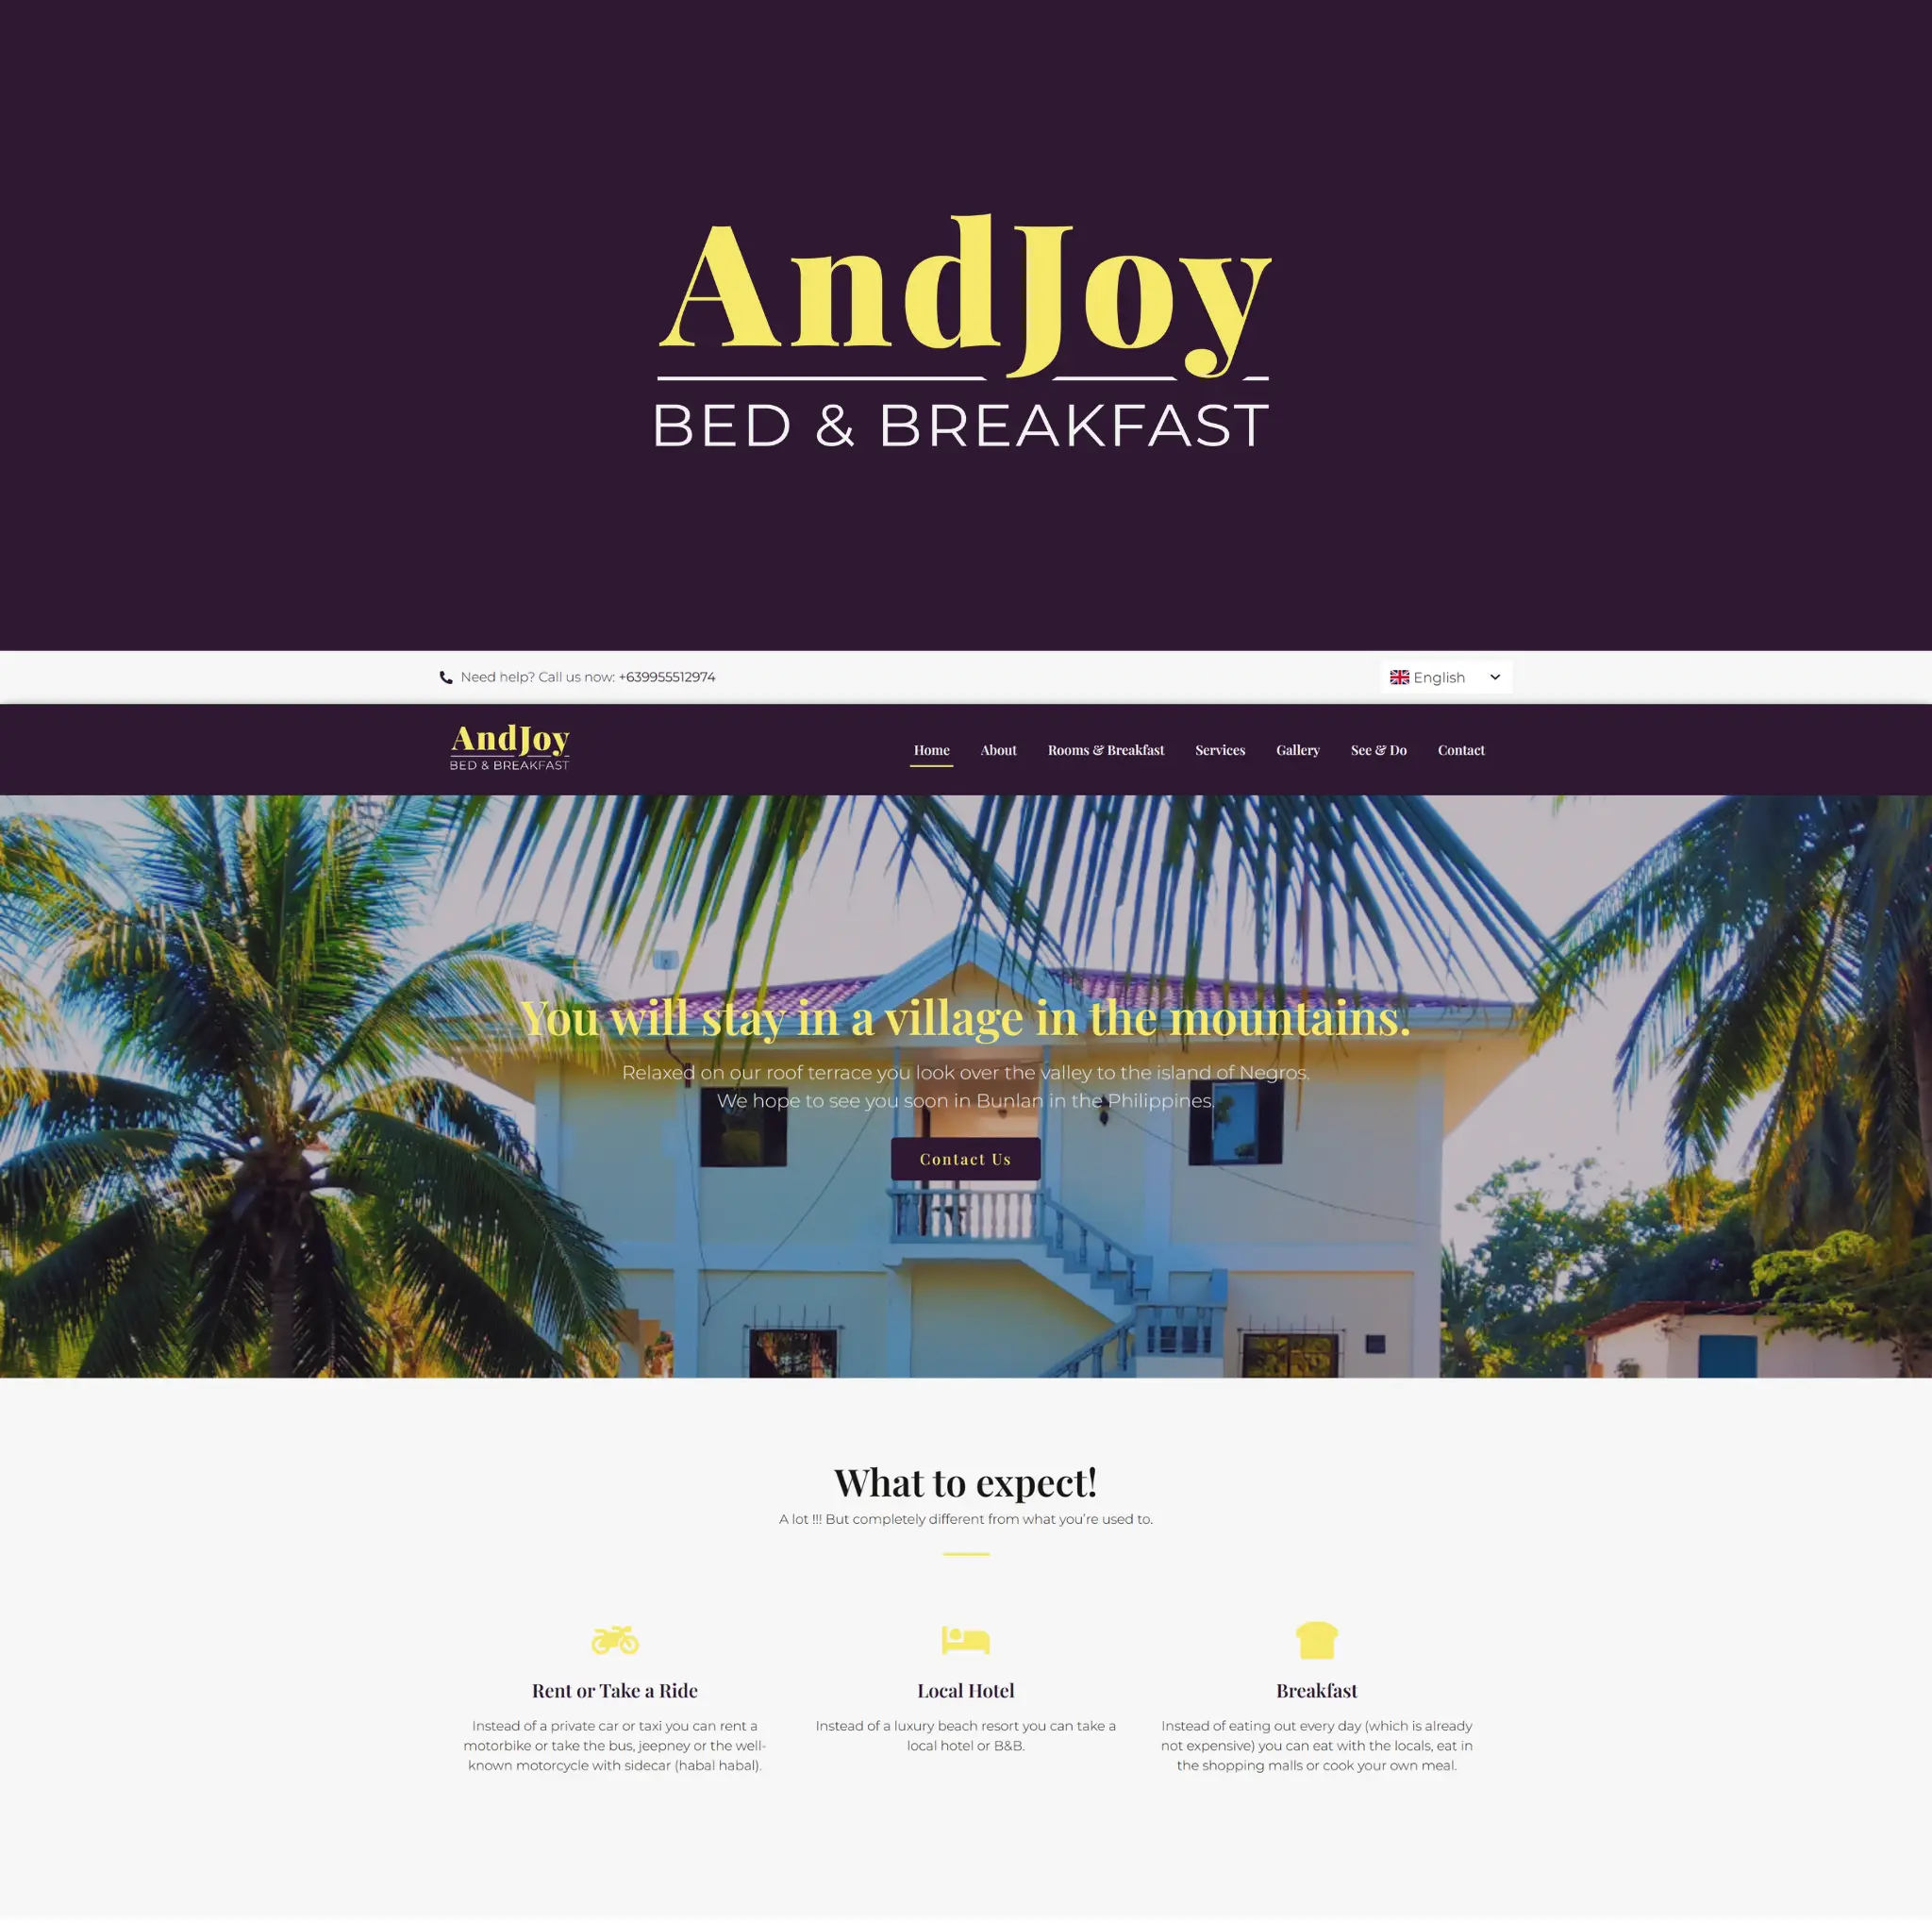 AndJoy
BED & BREAKFAST
Need help? Call us now: +639955512974
English
AndJoy
BED & BREAKFAST
Home About Rooms & Breakfast Services Gallery See & Do Contact
You will stay in a village in the mountains.
Relaxed on our roof terrace you look over the valley to the island of Negros.
We hope to see you soon in Bunlan in the Philippines.
Contact Us
What to expect!
A lot !!! But completely different from what you're used to.
Rent or Take a Ride
Instead of a private car or taxi you can rent a
motorbike or take the bus, jeepney or the well-
known motorcycle with sidecar (habal habal).
Local Hotel
Instead of a luxury beach resort you can take a
local hotel or B&B.
Breakfast
Instead of eating out every day (which is already
not expensive) you can eat with the locals, eat in
the shopping malls or cook your own meal.